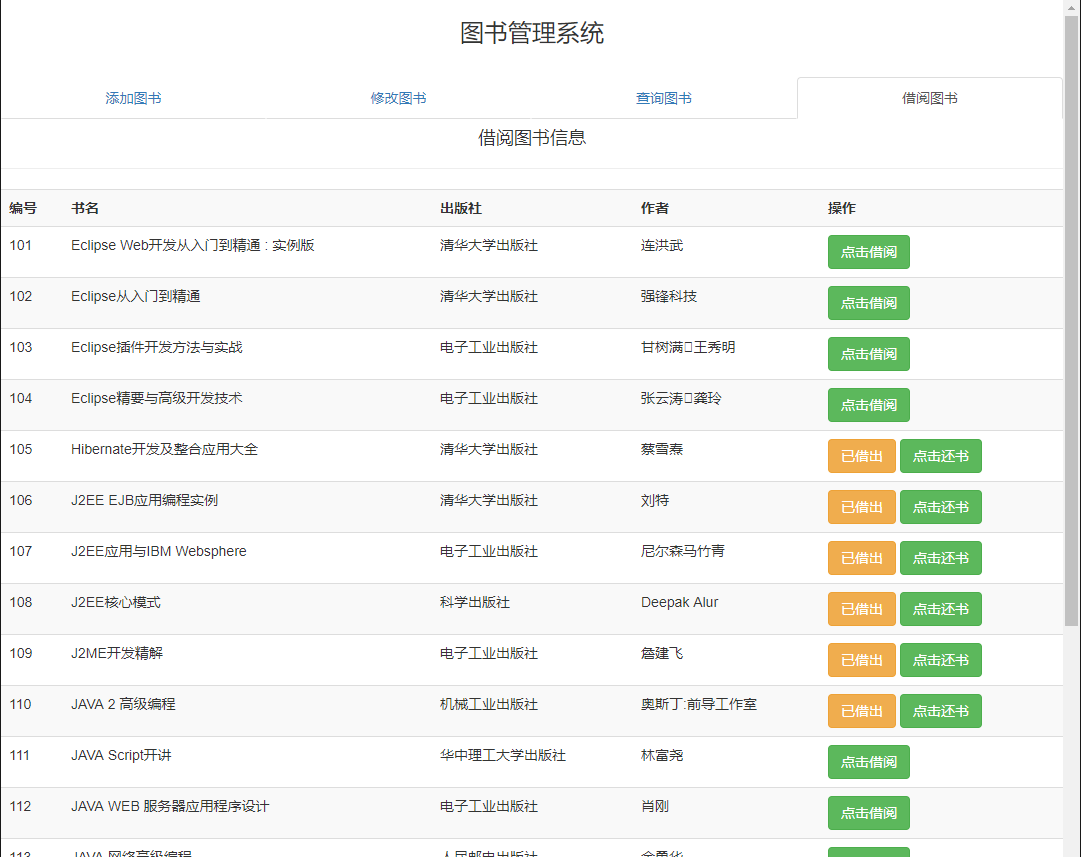 图书管理系统
添加图书 修改图书 查询图书 借阅图书
借阅图书信息
编号 书名 出版社 作者 操作
101 Eclipse Web开发从入门到精通 : 实例版 清华大学出版社 连洪武 点击借阅
102 Eclipse从入门到精通 清华大学出版社 强锋科技 点击借阅
103 Eclipse插件开发方法与实战 电子工业出版社 甘树满▯王秀明 点击借阅
104 Eclipse精要与高级开发技术 电子工业出版社 张云涛▯龚玲 点击借阅
105 Hibernate开发及整合应用大全 清华大学出版社 蔡雪焘 已借出 点击还书
106 J2EE EJB应用编程实例 清华大学出版社 刘特 已借出 点击还书
107 J2EE应用与IBM Websphere 电子工业出版社 尼尔森马竹青 已借出 点击还书
108 J2EE核心模式 科学出版社 Deepak Alur 已借出 点击还书
109 J2ME开发精解 电子工业出版社 詹建飞 已借出 点击还书
110 JAVA 2 高级编程 机械工业出版社 奥斯丁:前导工作室 已借出 点击还书
111 JAVA Script开讲 华中理工大学出版社 林富尧 点击借阅
112 JAVA WEB 服务器应用程序设计 电子工业出版社 肖刚 点击借阅
113 JAVA 网络高级编程 人民邮电出版社 金勇华